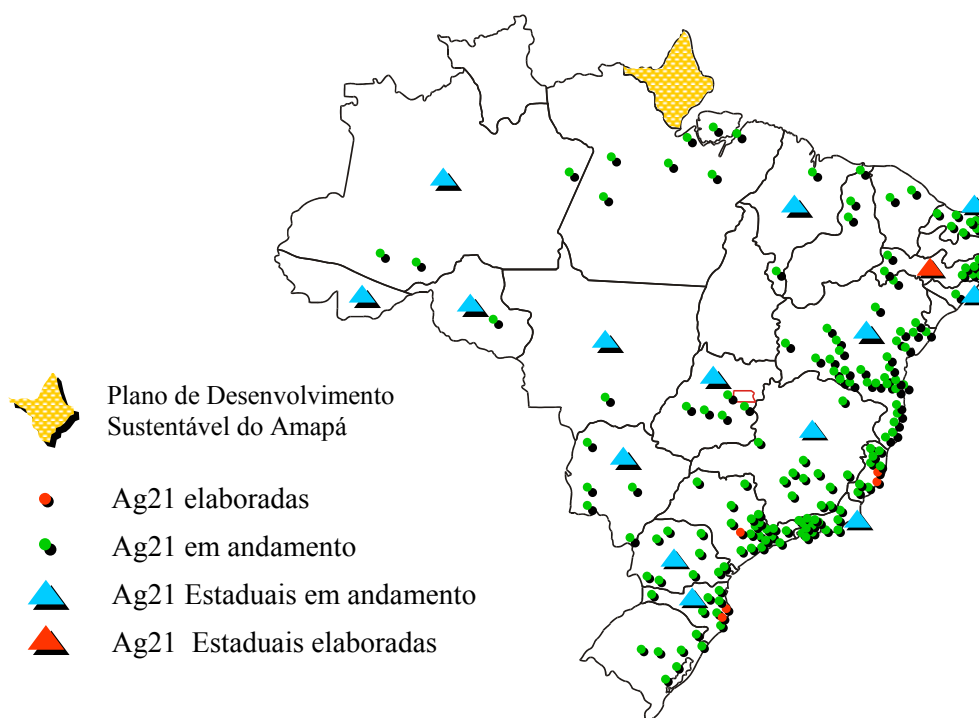 Plano de Desenvolvimento
Sustentável do Amapá
Ag21 elaboradas
Ag21 em andamento
Ag21 Estaduais em andamento
Ag21 Estaduais elaboradas